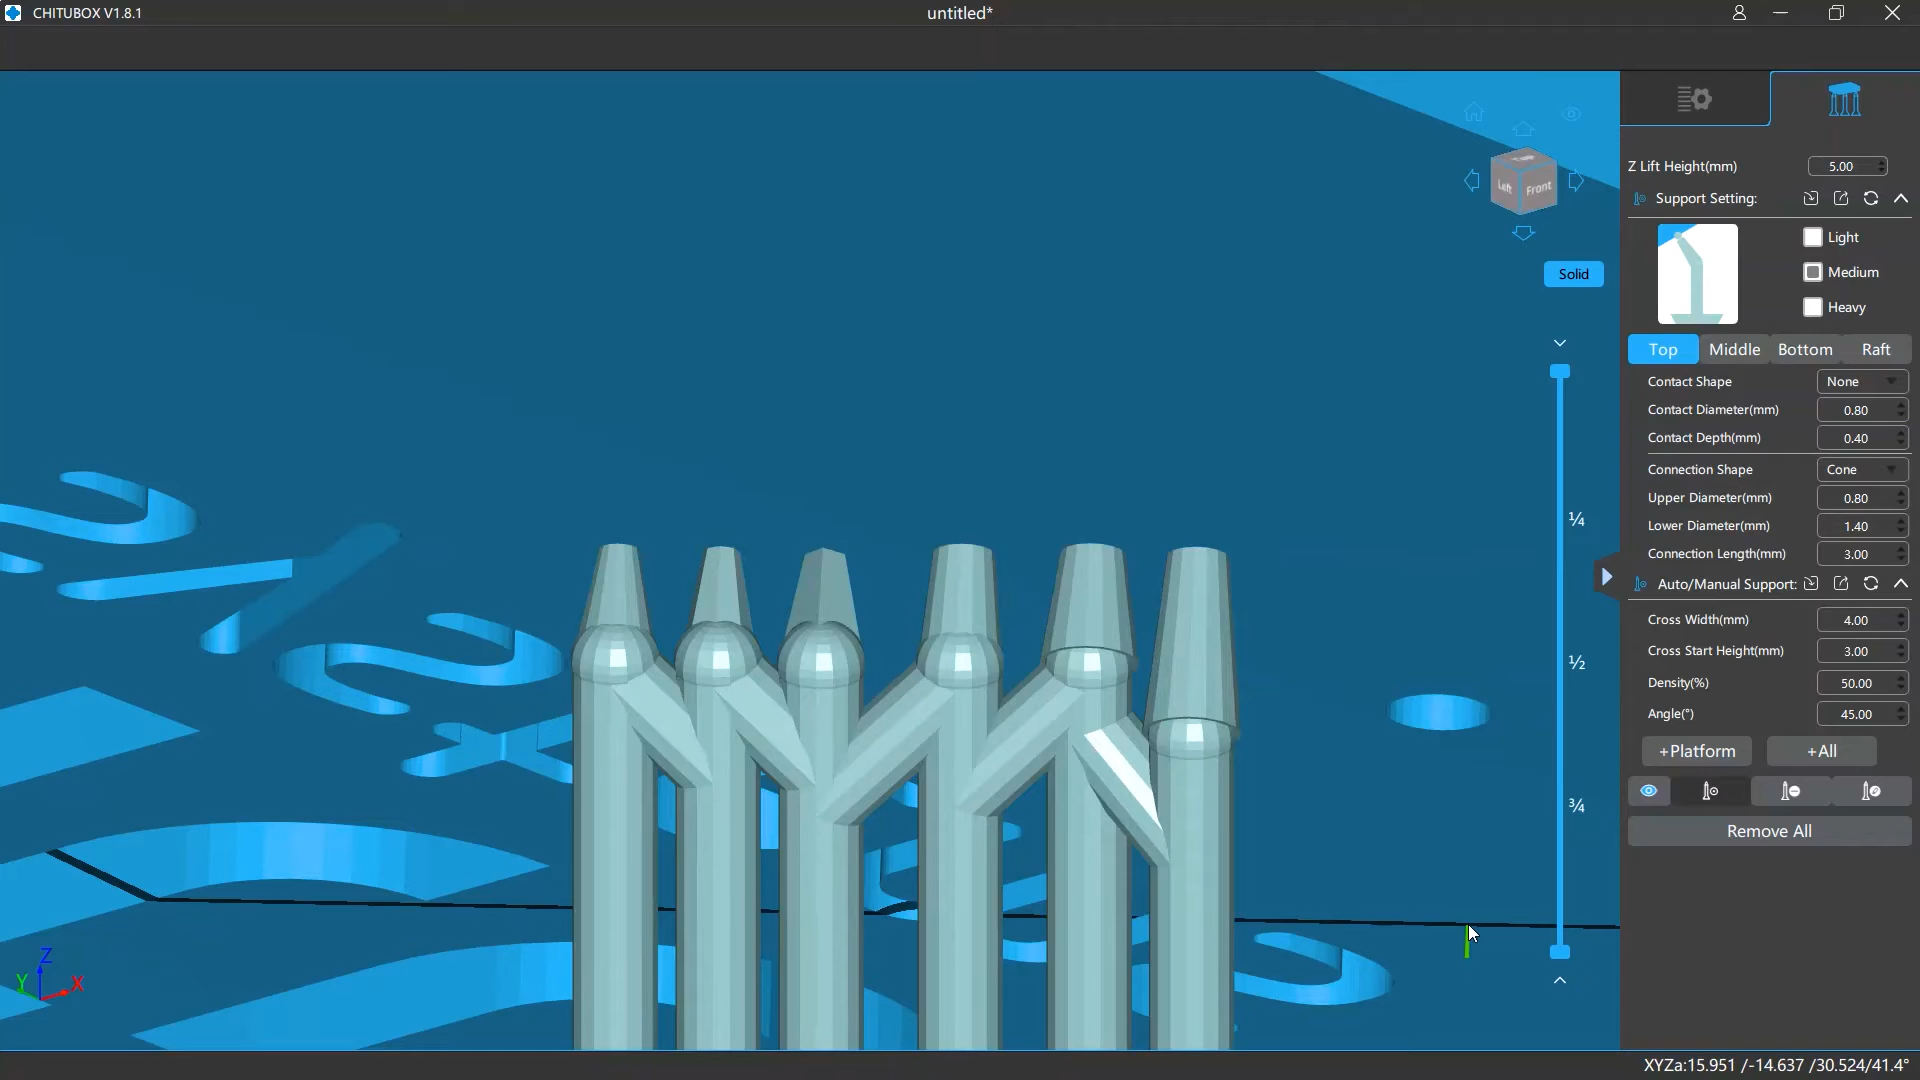 CHITUBOX V1.8.1
untitled*
Z Lift Height(mm) 5.00
Support Setting:
Light
Medium
Heavy
Top Middle Bottom Raft
Contact Shape None
Contact Diameter(mm) 0.80
Contact Depth(mm) 0.40
Connection Shape Cone
Upper Diameter(mm) 0.80
Lower Diameter(mm) 1.40
Connection Length(mm) 3.00
Auto/Manual Support:
Cross Width(mm) 4.00
Cross Start Height(mm) 3.00
Density(%) 50.00
Angle(°) 45.00
+Platform +All
Remove All
Top
Left Front
Solid
¼
½
¾
Z
Y X
XYZa:15.951 /-14.637 /30.524/41.4°